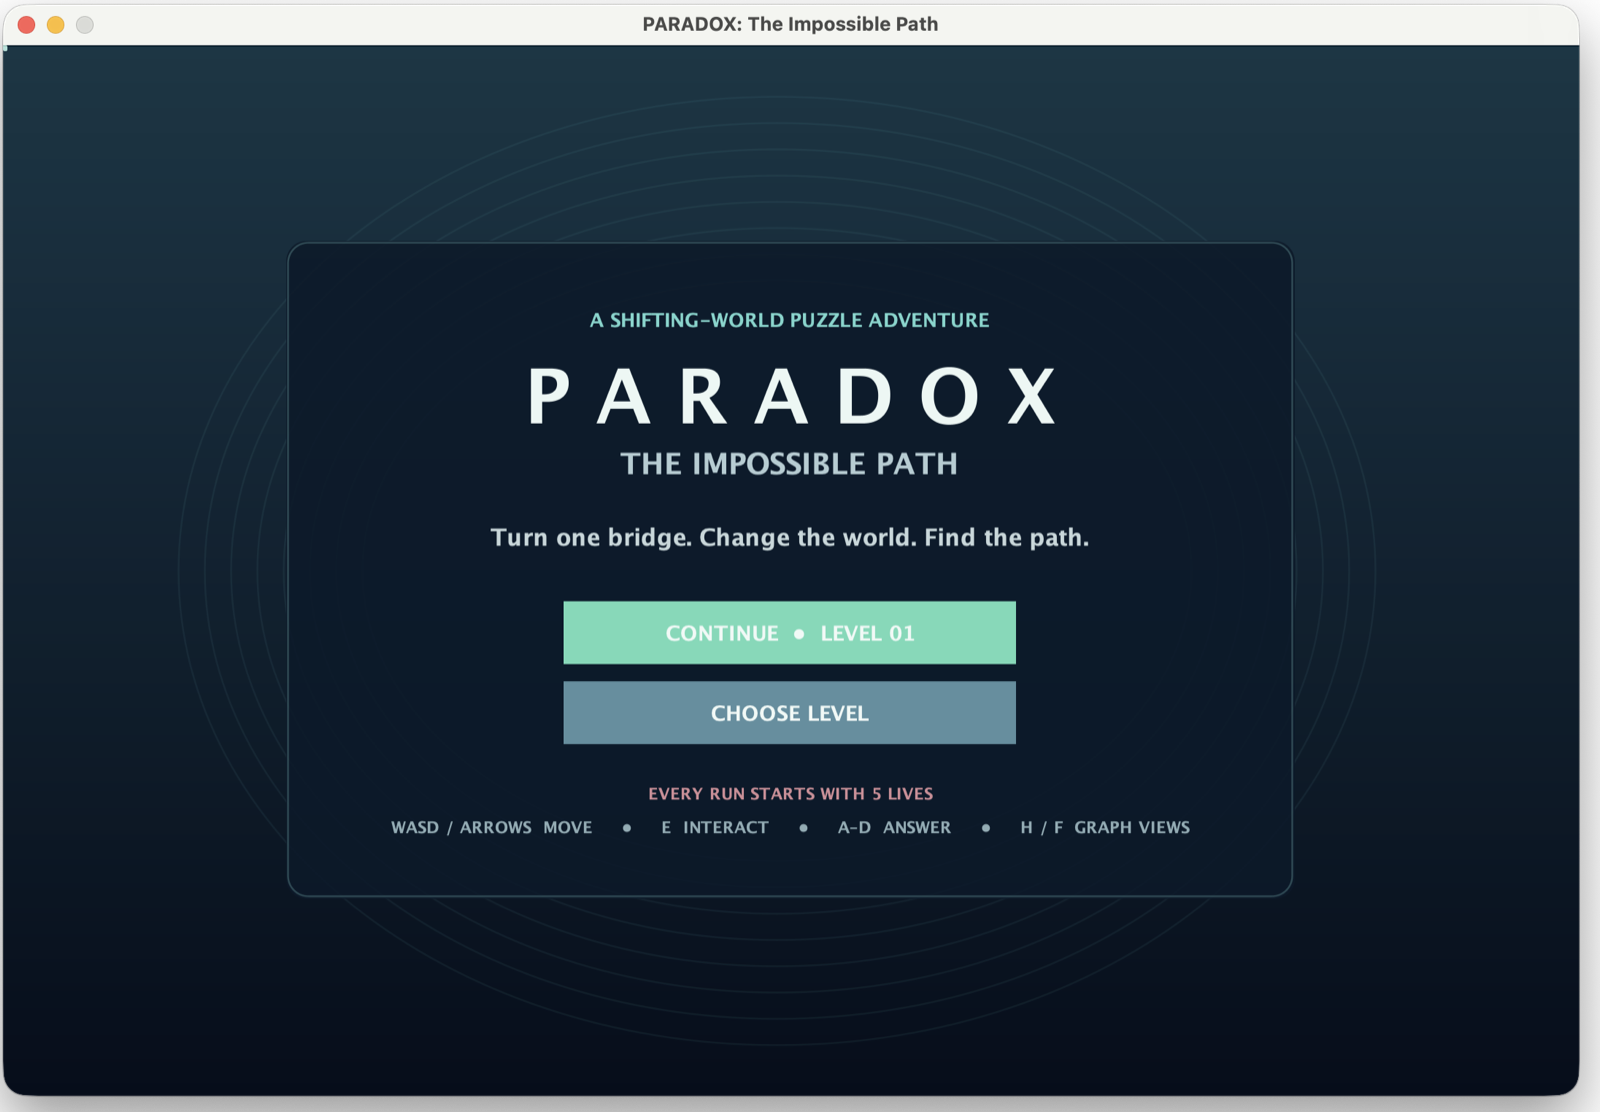 PARADOX: The Impossible Path
A SHIFTING-WORLD PUZZLE ADVENTURE
PARADOX
THE IMPOSSIBLE PATH
Turn one bridge. Change the world. Find the path.
CONTINUE ● LEVEL 01
CHOOSE LEVEL
EVERY RUN STARTS WITH 5 LIVES
WASD / ARROWS MOVE ● E INTERACT ● A-D ANSWER ● H / F GRAPH VIEWS